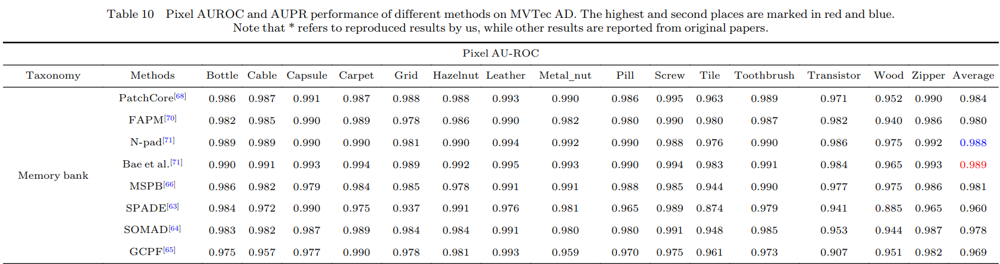 Table 10 Pixel AUROC and AUPR performance of different methods on MVTec AD. The highest and second places are marked in red and blue.
Note that * refers to reproduced results by us, while other results are reported from original papers.
Pixel AU-ROC
Taxonomy Methods Bottle Cable Capsule Carpet Grid Hazelnut Leather Metal_nut Pill Screw Tile Toothbrush Transistor Wood Zipper Average
PatchCore[68] 0.986 0.987 0.991 0.987 0.988 0.988 0.993 0.990 0.986 0.995 0.963 0.989 0.971 0.952 0.990 0.984
FAPM[70] 0.982 0.985 0.990 0.989 0.978 0.986 0.990 0.982 0.980 0.990 0.980 0.987 0.982 0.940 0.986 0.980
N-pad[71] 0.989 0.989 0.990 0.990 0.981 0.990 0.994 0.992 0.990 0.988 0.976 0.990 0.986 0.975 0.992 0.988
Bae et al.[71] 0.990 0.991 0.993 0.994 0.989 0.992 0.995 0.993 0.990 0.994 0.983 0.991 0.984 0.965 0.993 0.989
Memory bank
MSPB[66] 0.986 0.982 0.979 0.984 0.985 0.978 0.991 0.991 0.988 0.985 0.944 0.990 0.977 0.975 0.986 0.981
SPADE[63] 0.984 0.972 0.990 0.975 0.937 0.991 0.976 0.981 0.965 0.989 0.874 0.979 0.941 0.885 0.965 0.960
SOMAD[64] 0.983 0.982 0.987 0.989 0.984 0.984 0.991 0.980 0.980 0.991 0.948 0.985 0.953 0.944 0.987 0.978
GCPF[65] 0.975 0.957 0.977 0.990 0.978 0.981 0.993 0.959 0.970 0.975 0.961 0.973 0.907 0.951 0.982 0.969